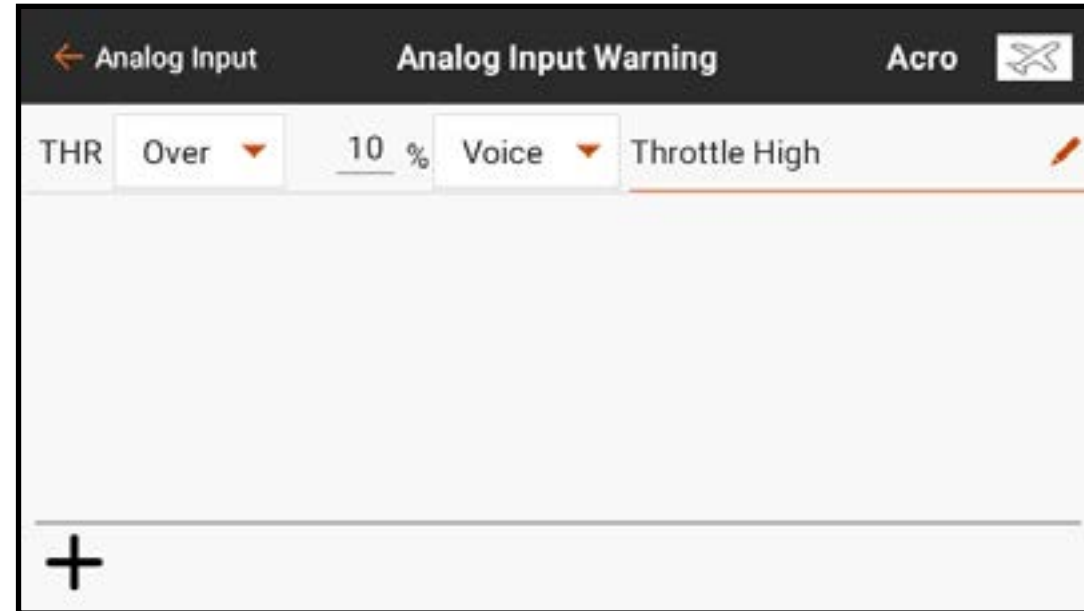 Analog Input Analog Input Warning Acro
THR Over 10 % Voice Throttle High